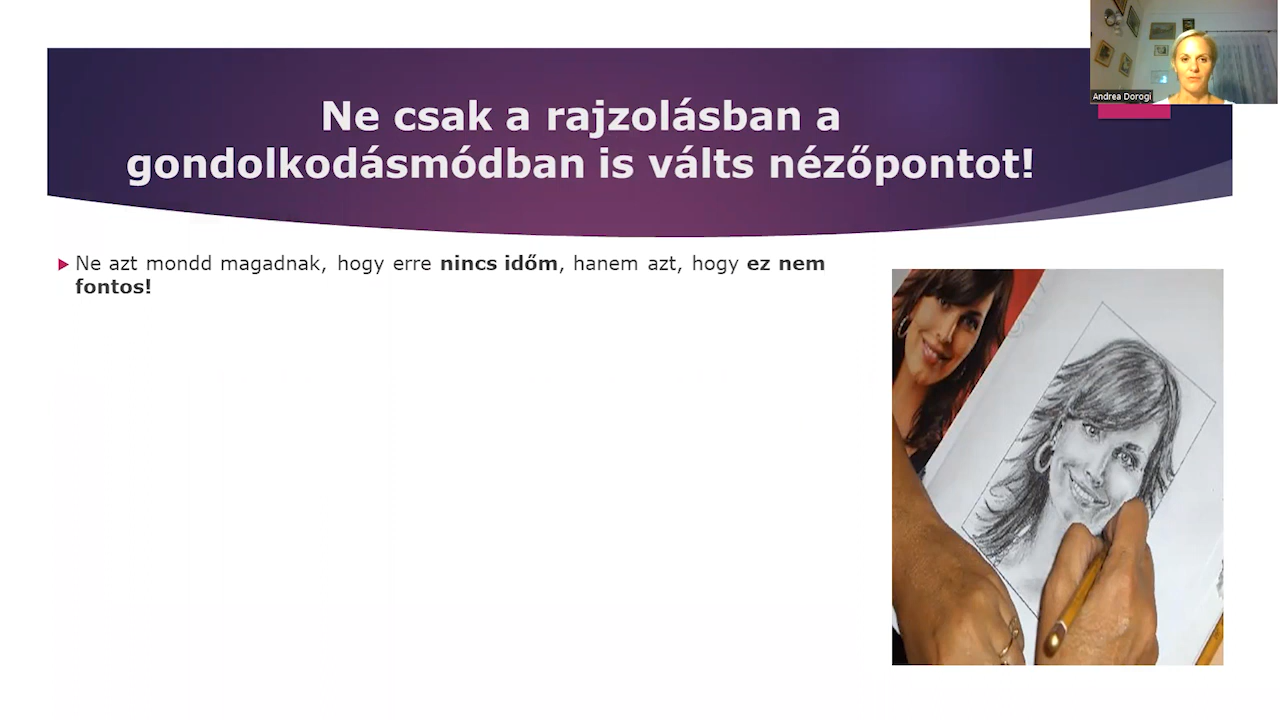 Ne csak a rajzolásban a
gondolkodásmódban is válts nézőpontot!
Andrea Dorogi
Ne azt mondd magadnak, hogy erre nincs időm, hanem azt, hogy ez nem
fontos!